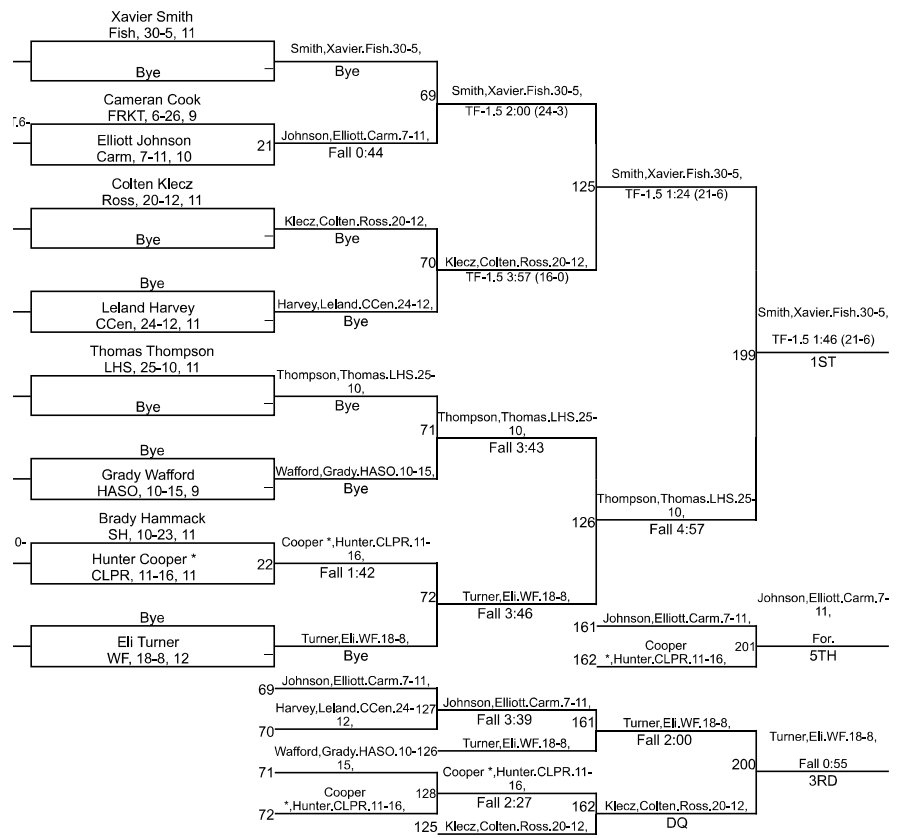 Xavier Smith
Fish, 30-5, 11
Bye
Cameran Cook
FRKT, 6-26, 9
6-
Elliott Johnson
Carm, 7-11, 10
21
Colten Klecz
Ross, 20-12, 11
Bye
Bye
Leland Harvey
CCen, 24-12, 11
Thomas Thompson
LHS, 25-10, 11
Bye
Bye
Grady Wafford
HASO, 10-15, 9
Brady Hammack
SH, 10-23, 11
0-
Hunter Cooper *
CLPR, 11-16, 11
22
Bye
Eli Turner
WF, 18-8, 12
Smith,Xavier.Fish.30-5,
Bye
69
Johnson,Elliott.Carm.7-11,
Fall 0:44
Klecz,Colten.Ross.20-12,
Bye
70
Harvey,Leland.CCen.24-12,
Bye
Thompson,Thomas.LHS.25-
10,
Bye
71
Wafford,Grady.HASO.10-15,
Bye
Cooper *,Hunter.CLPR.11-
16,
Fall 1:42
72
Turner,Eli.WF.18-8,
Bye
Smith,Xavier.Fish.30-5,
TF-1.5 2:00 (24-3)
125
Klecz,Colten.Ross.20-12,
TF-1.5 3:57 (16-0)
Thompson,Thomas.LHS.25-
10,
Fall 3:43
126
Turner,Eli.WF.18-8,
Fall 3:46
Smith,Xavier.Fish.30-5,
TF-1.5 1:24 (21-6)
199
Thompson,Thomas.LHS.25-
10,
Fall 4:57
Smith,Xavier.Fish.30-5,
TF-1.5 1:46 (21-6)
1ST
161
Johnson,Elliott.Carm.7-11,
162
Cooper
*,Hunter.CLPR.11-16,
201
Johnson,Elliott.Carm.7-
11,
For.
5TH
69
Johnson,Elliott.Carm.7-11,
70
Harvey,Leland.CCen.24-
12,
127
71
Wafford,Grady.HASO.10-
15,
72
Cooper
*,Hunter.CLPR.11-16,
128
Johnson,Elliott.Carm.7-11,
Fall 3:39
161
126
Turner,Eli.WF.18-8,
Cooper *,Hunter.CLPR.11-
16,
Fall 2:27
162
125
Klecz,Colten.Ross.20-12,
Turner,Eli.WF.18-8,
Fall 2:00
200
Klecz,Colten.Ross.20-12,
DQ
Turner,Eli.WF.18-8,
Fall 0:55
3RD